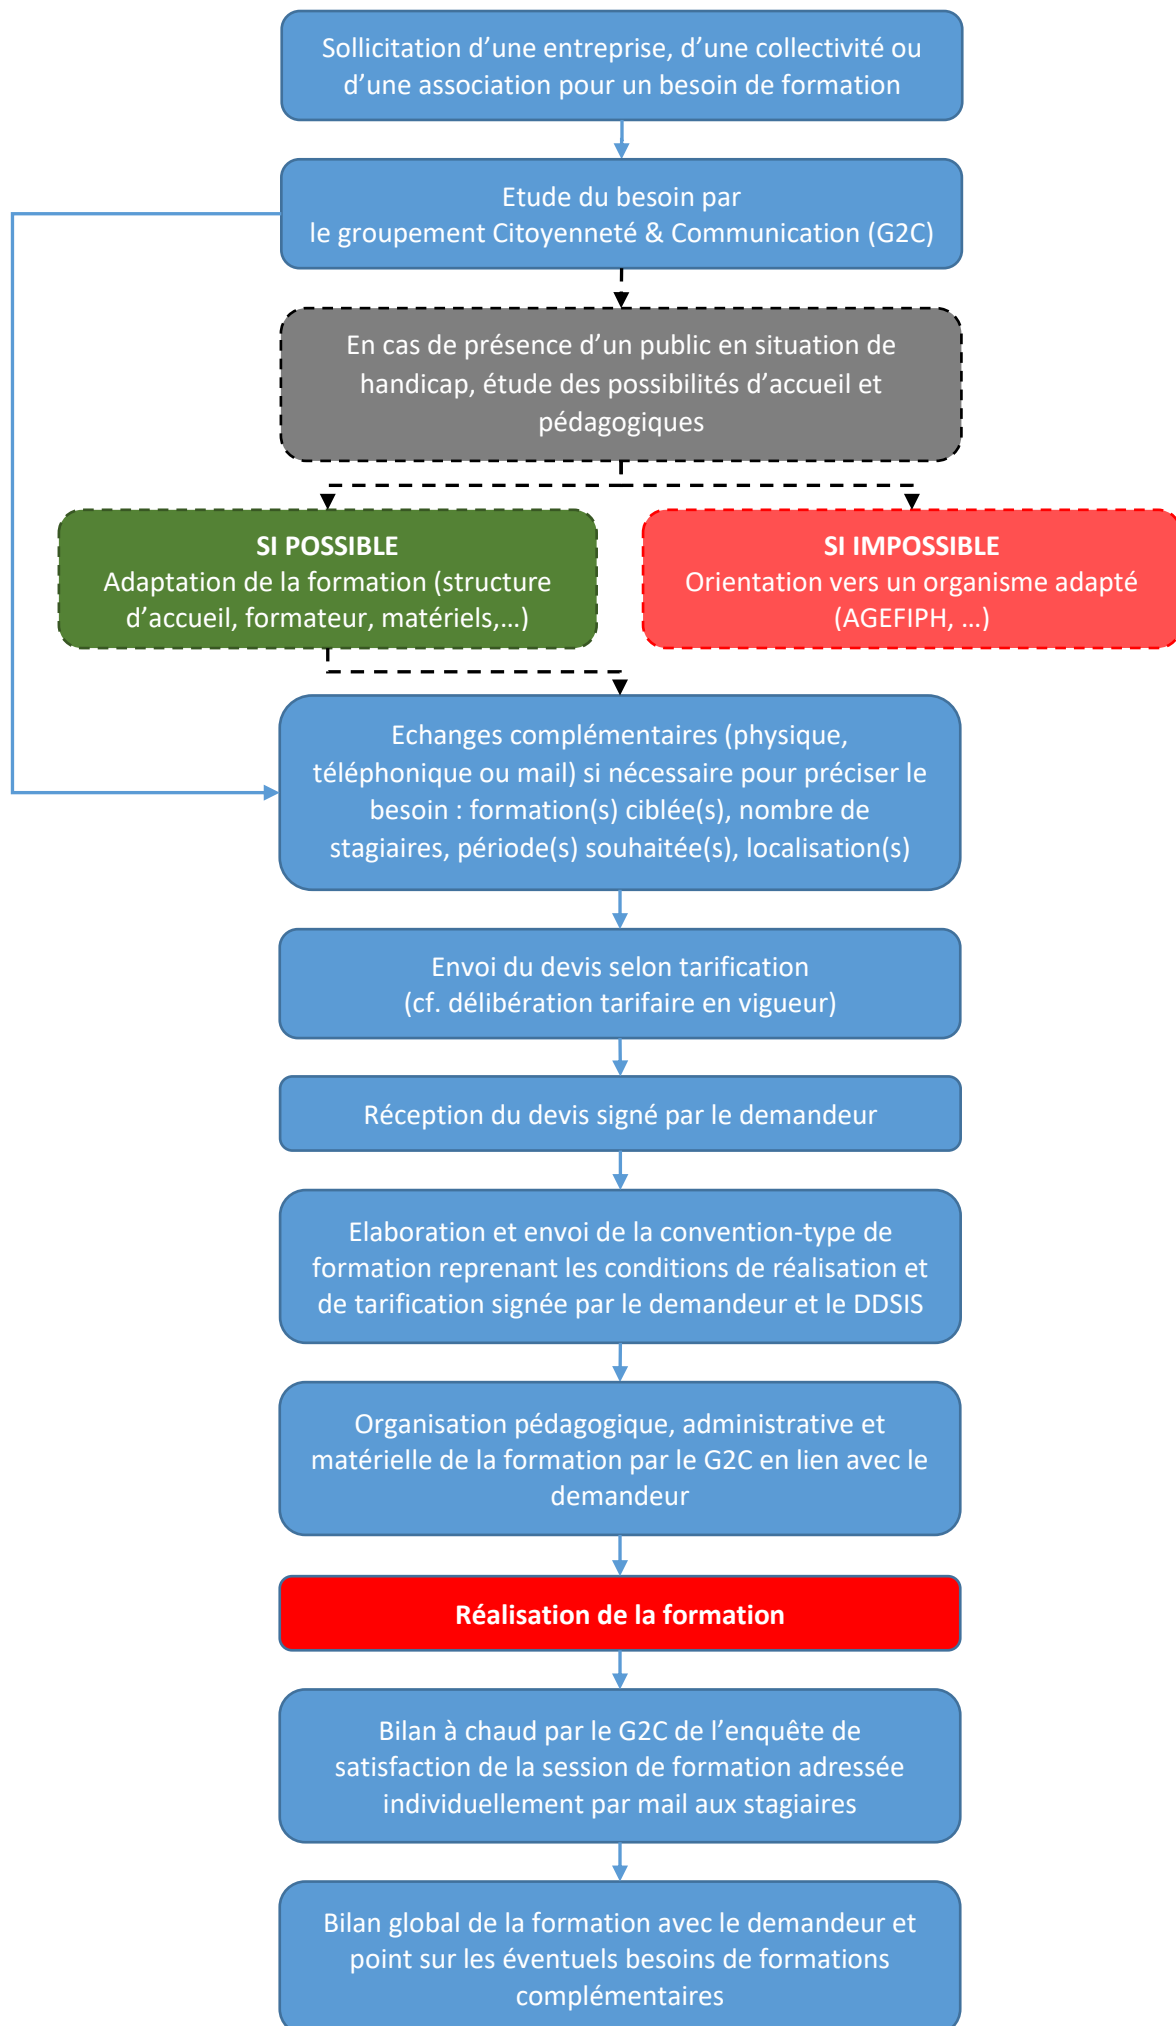 Sollicitation d’une entreprise, d’une collectivité ou
d’une association pour un besoin de formation
Etude du besoin par
le groupement Citoyenneté & Communication (G2C)
En cas de présence d’un public en situation de
handicap, étude des possibilités d’accueil et
pédagogiques
SI POSSIBLE
Adaptation de la formation (structure
d’accueil, formateur, matériels,…)
SI IMPOSSIBLE
Orientation vers un organisme adapté
(AGEFIPH, …)
Echanges complémentaires (physique,
téléphonique ou mail) si nécessaire pour préciser le
besoin : formation(s) ciblée(s), nombre de
stagiaires, période(s) souhaitée(s), localisation(s)
Envoi du devis selon tarification
(cf. délibération tarifaire en vigueur)
Réception du devis signé par le demandeur
Elaboration et envoi de la convention-type de
formation reprenant les conditions de réalisation et
de tarification signée par le demandeur et le DDSIS
Organisation pédagogique, administrative et
matérielle de la formation par le G2C en lien avec le
demandeur
Réalisation de la formation
Bilan à chaud par le G2C de l’enquête de
satisfaction de la session de formation adressée
individuellement par mail aux stagiaires
Bilan global de la formation avec le demandeur et
point sur les éventuels besoins de formations
complémentaires